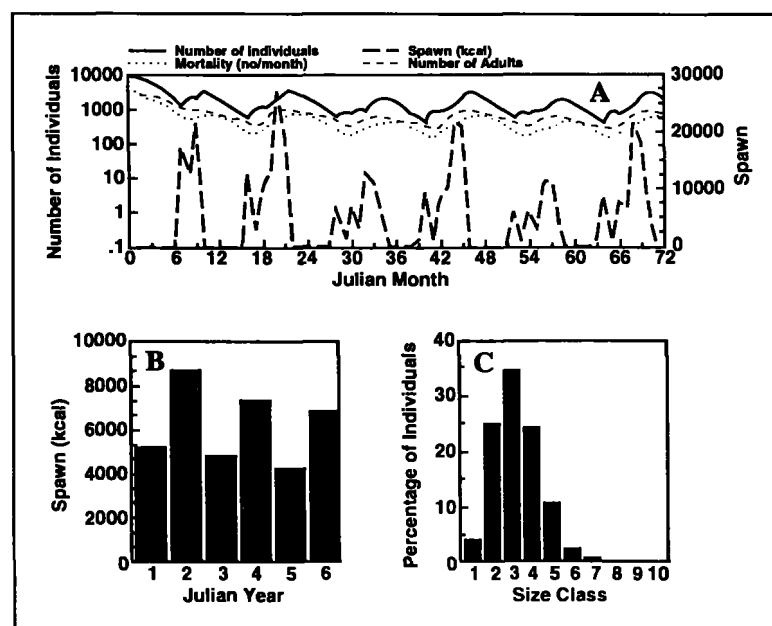 Number of individuals
Spawn (kcal)
Mortality (no/month)
Number of Adults
10000
1000
100
10
1
-1
Number of Individuals
A
30000
20000
10000
0
Spawn
0 6 12 18 24 30 36 42 48 54 60 66 72
Julian Month
B
10000
8000
6000
4000
2000
0
Spawn (kcal)
1 2 3 4 5 6
Julian Year
C
40
30
20
10
0
Percentage of Individuals
1 2 3 4 5 6 7 8 9 10
Size Class